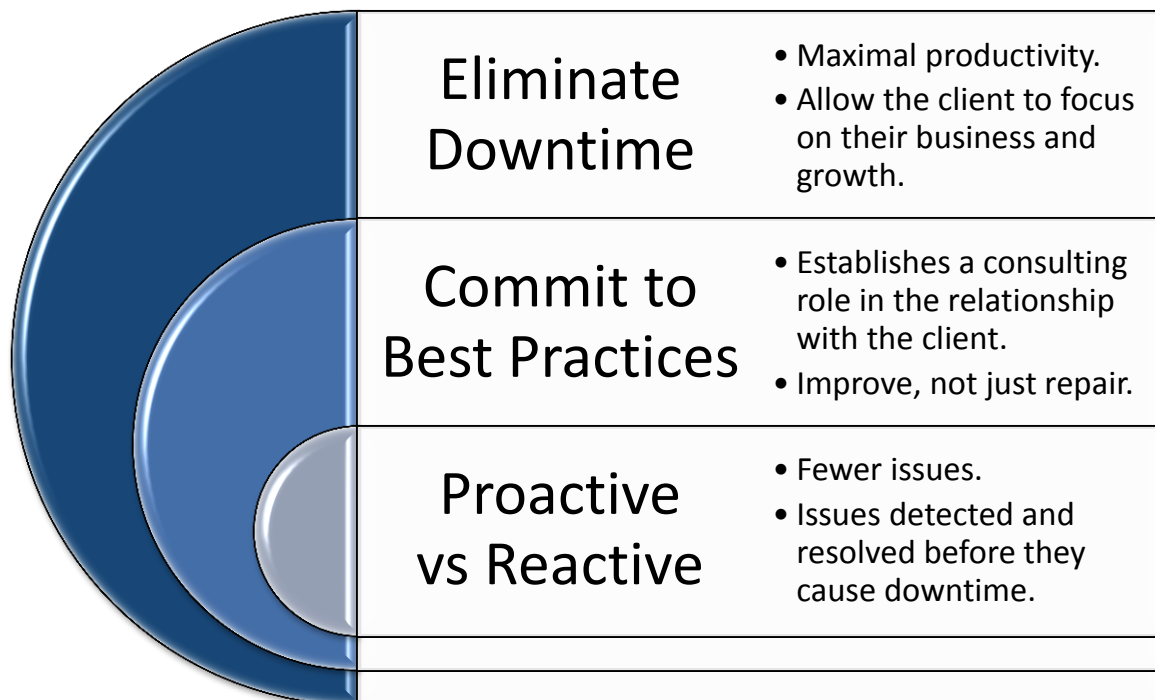 Eliminate
Downtime
• Maximal productivity.
• Allow the client to focus
on their business and
growth.
Commit to
Best Practices
• Establishes a consulting
role in the relationship
with the client.
• Improve, not just repair.
Proactive
vs Reactive
• Fewer issues.
• Issues detected and
resolved before they
cause downtime.